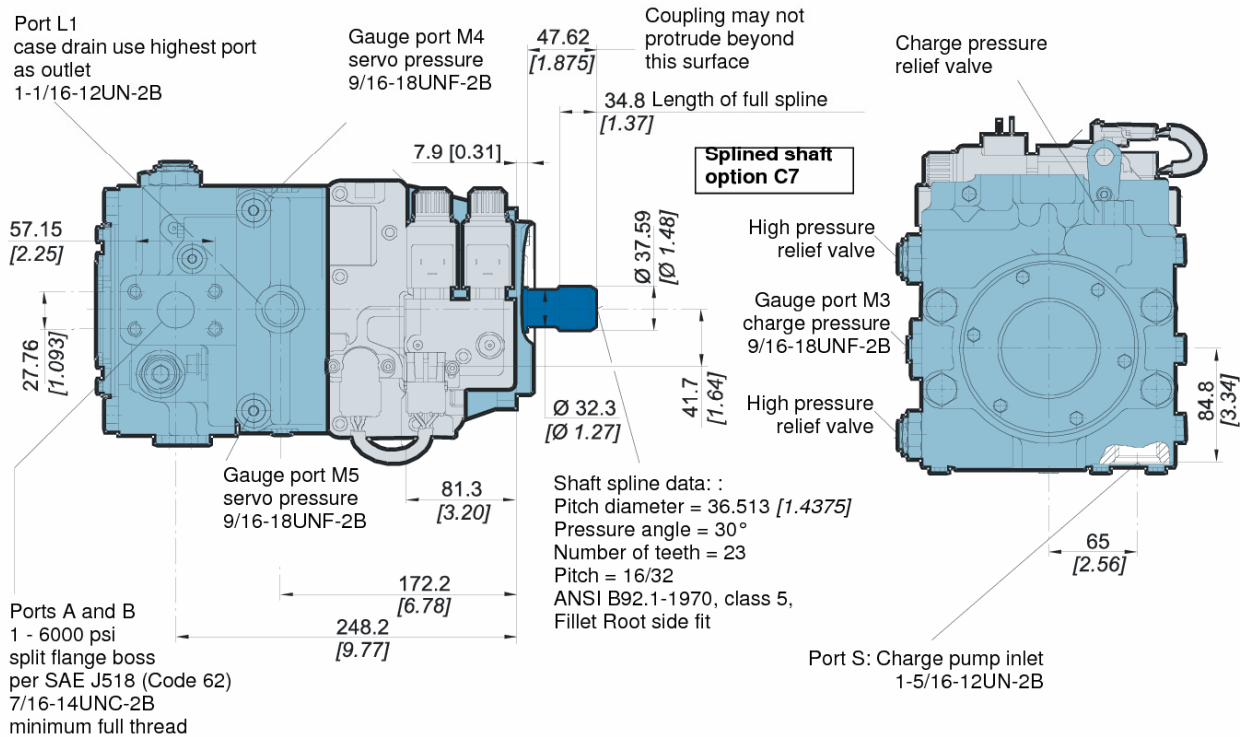 Port L1
case drain use highest port
as outlet
1-1/16-12UN-2B
Gauge port M4
servo pressure
9/16-18UNF-2B
47.62
[1.875]
Coupling may not
protrude beyond
this surface
34.8 Length of full spline
[1.37]
7.9 [0.31]
Splined shaft
option C7
Charge pressure
relief valve
57.15
[2.25]
27.76
[1.093]
Ø 37.59
[Ø 1.48]
41.7
[1.64]
Ø 32.3
[Ø 1.27]
High pressure
relief valve
Gauge port M3
charge pressure
9/16-18UNF-2B
High pressure
relief valve
84.8
[3.34]
Gauge port M5
servo pressure
9/16-18UNF-2B
81.3
[3.20]
Shaft spline data: :
Pitch diameter = 36.513 [1.4375]
Pressure angle = 30°
Number of teeth = 23
Pitch = 16/32
ANSI B92.1-1970, class 5,
Fillet Root side fit
65
[2.56]
172.2
[6.78]
248.2
[9.77]
Ports A and B
1 - 6000 psi
split flange boss
per SAE J518 (Code 62)
7/16-14UNC-2B
minimum full thread
Port S: Charge pump inlet
1-5/16-12UN-2B